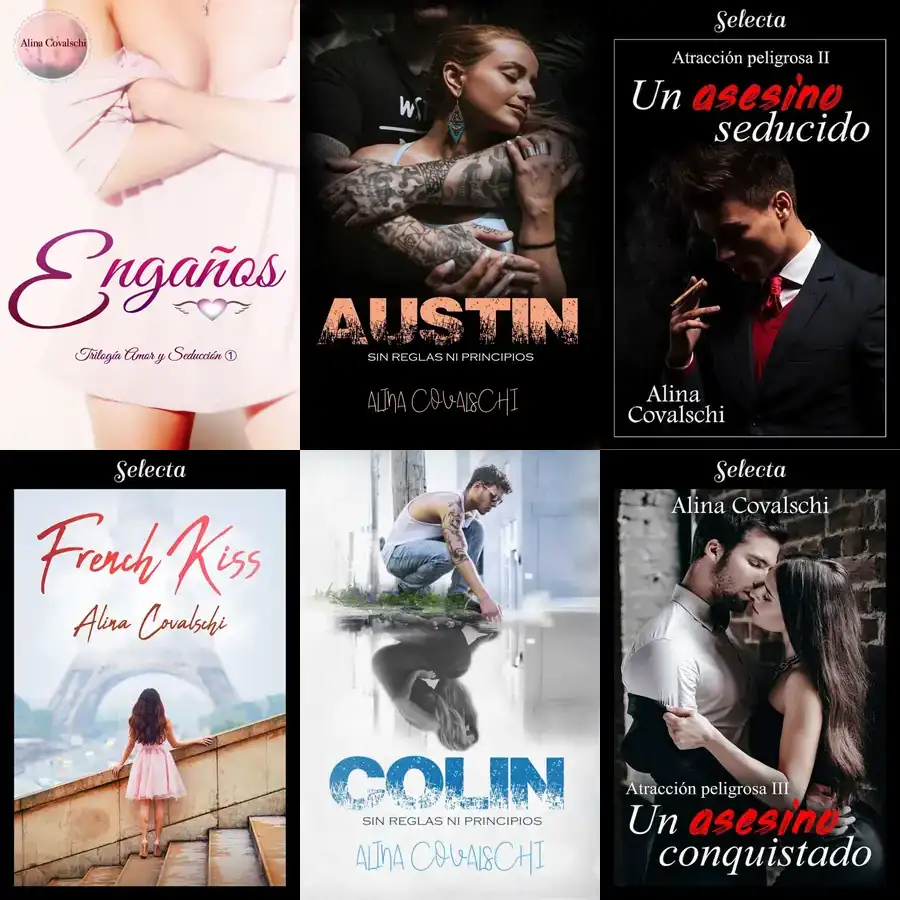 Alina Covalschi
Engaños
Trilogía Amor y Seducción 1
AUSTIN
SIN REGLAS NI PRINCIPIOS
ALINA COVALSCHI
Selecta
Atracción peligrosa II
Un asesino
seducido
Alina
Covalschi
Selecta
French Kiss
Alina Covalschi
COLIN
SIN REGLAS NI PRINCIPIOS
ALINA COVALSCHI
Selecta
Alina Covalschi
Atracción peligrosa III
Un asesino
conquistado